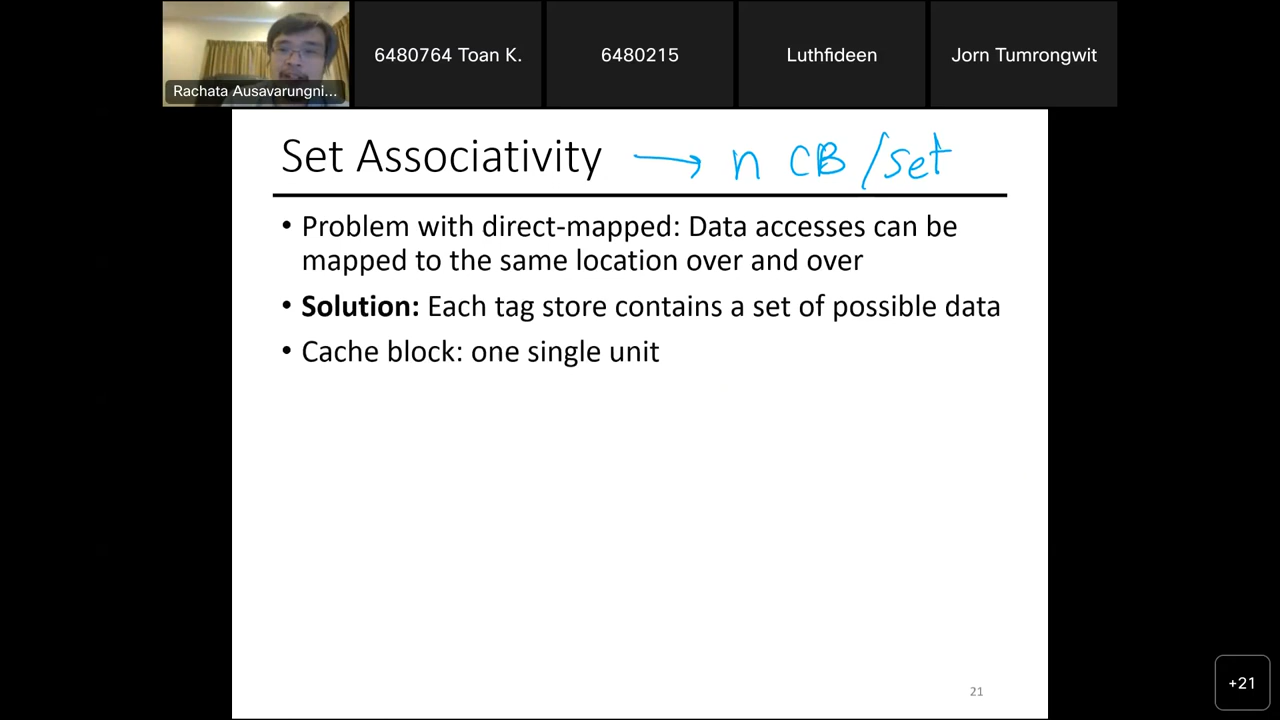 Rachata Ausavarungni...
6480764 Toan K.
6480215
Luthfideen
Jorn Tumrongwit
Set Associativity → n CB/set
• Problem with direct-mapped: Data accesses can be
mapped to the same location over and over
• Solution: Each tag store contains a set of possible data
• Cache block: one single unit
21
+21